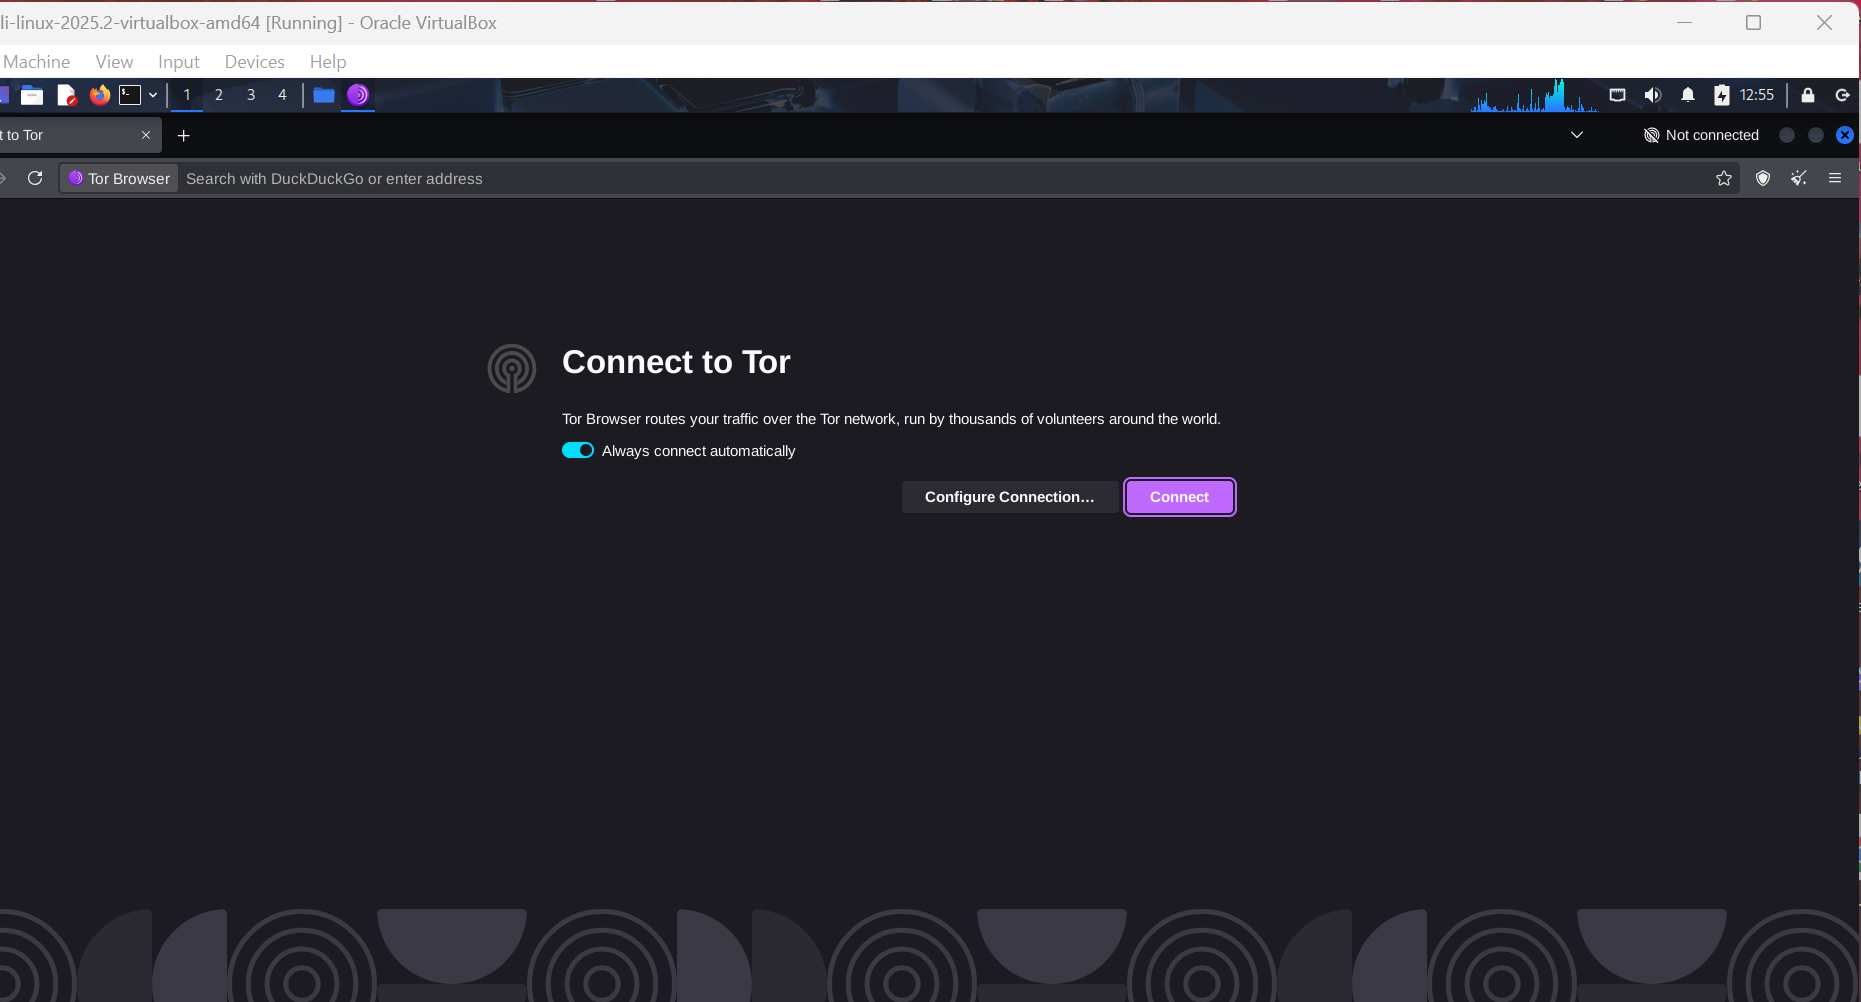 li-linux-2025.2-virtualbox-amd64 [Running] - Oracle VirtualBox
Machine View Input Devices Help
1 2 3 4 12:55
t to Tor Not connected
Tor Browser Search with DuckDuckGo or enter address
Connect to Tor
Tor Browser routes your traffic over the Tor network, run by thousands of volunteers around the world.
Always connect automatically
Configure Connection… Connect